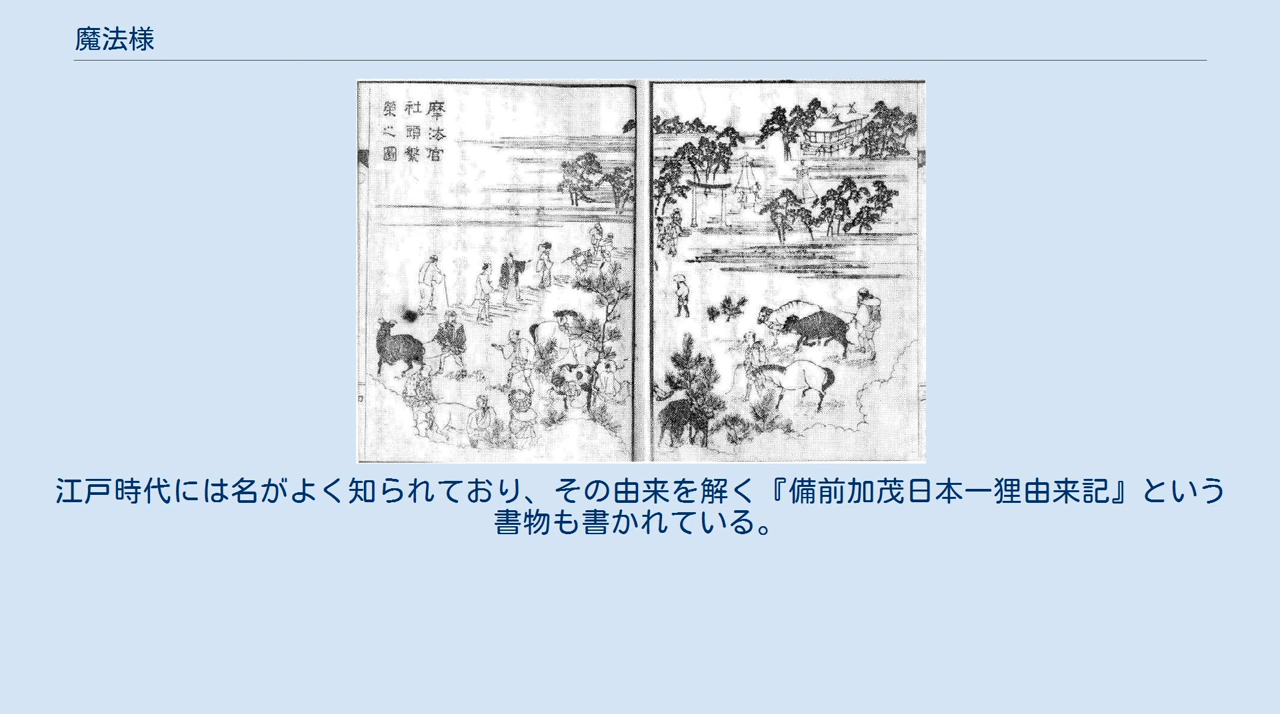 魔法様
摩法宮
社頭繁
榮之圖
江戸時代には名がよく知られており、その由来を解く『備前加茂日本一狸由来記』という
書物も書かれている。